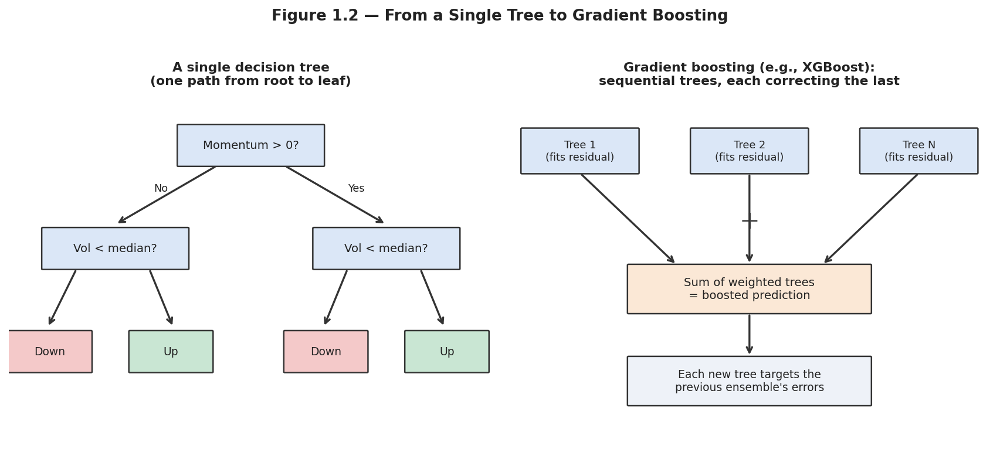 Figure 1.2 — From a Single Tree to Gradient Boosting
A single decision tree
(one path from root to leaf)
Momentum > 0?
No
Yes
Vol < median?
Vol < median?
Down
Up
Down
Up
Gradient boosting (e.g., XGBoost):
sequential trees, each correcting the last
Tree 1
(fits residual)
Tree 2
(fits residual)
Tree N
(fits residual)
+
Sum of weighted trees
= boosted prediction
Each new tree targets the
previous ensemble's errors